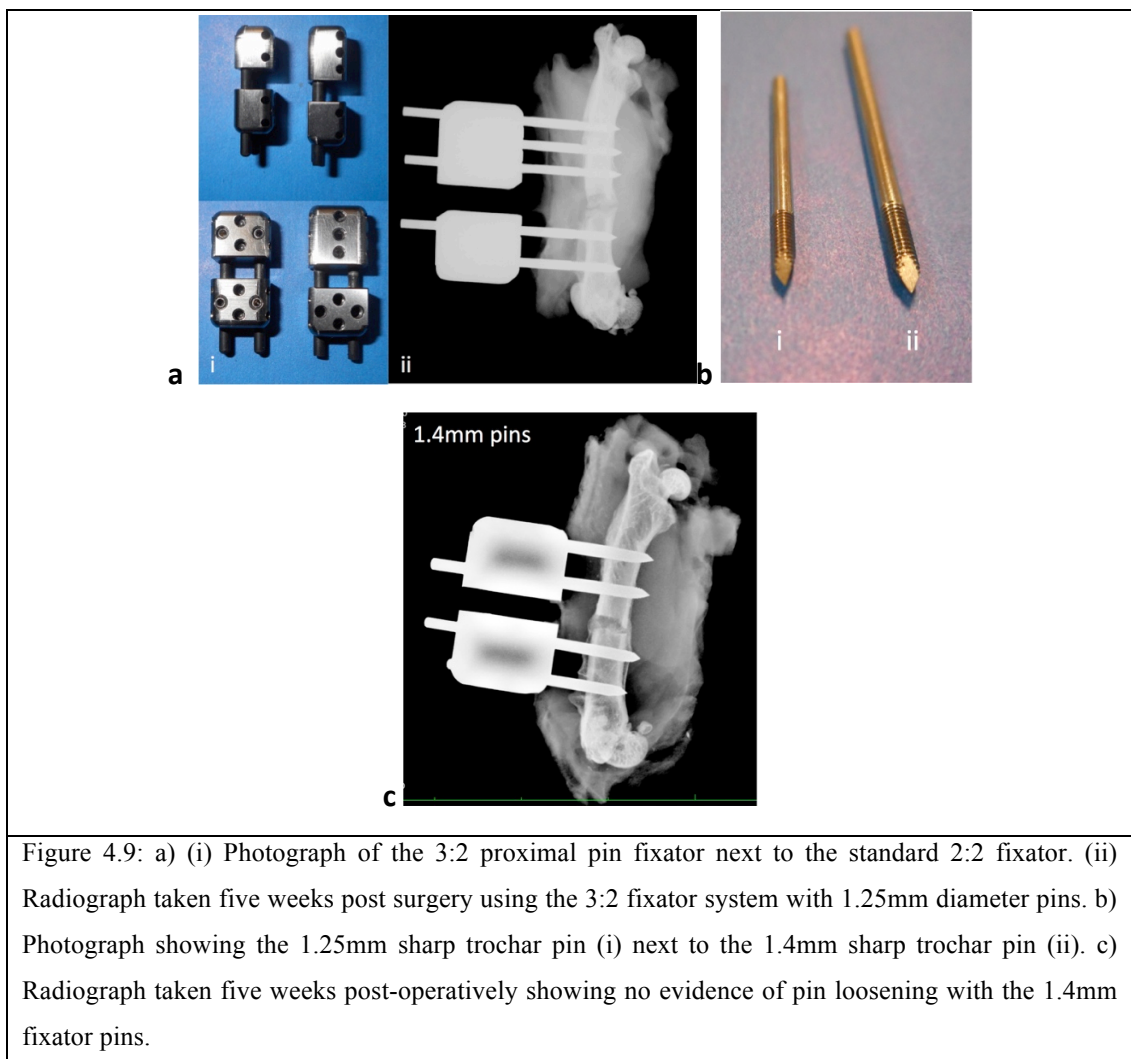 i
ii
a
b
i
ii
1.4mm pins
c
Figure 4.9: a) (i) Photograph of the 3:2 proximal pin fixator next to the standard 2:2 fixator. (ii)
Radiograph taken five weeks post surgery using the 3:2 fixator system with 1.25mm diameter pins. b)
Photograph showing the 1.25mm sharp trochar pin (i) next to the 1.4mm sharp trochar pin (ii). c)
Radiograph taken five weeks post-operatively showing no evidence of pin loosening with the 1.4mm
fixator pins.